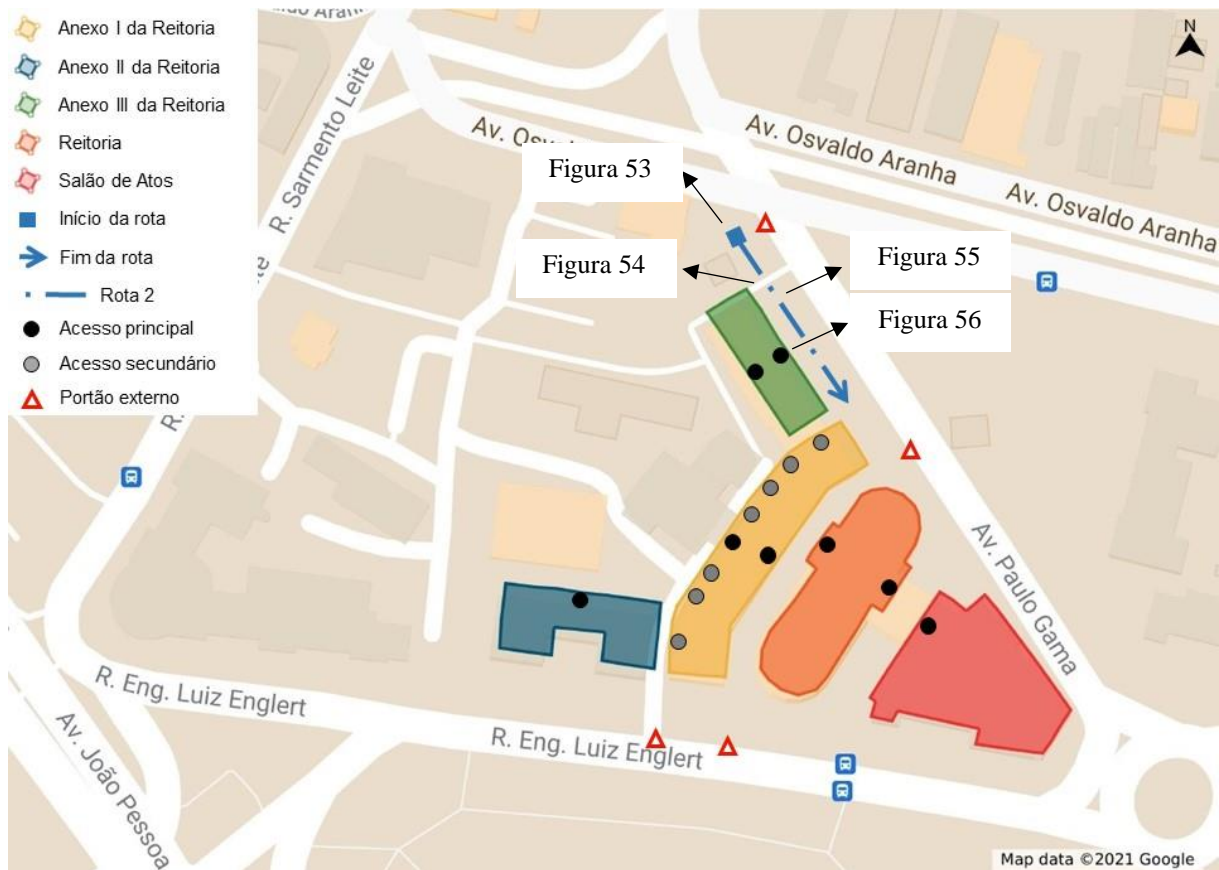 Anexo I da Reitoria
Anexo II da Reitoria
Anexo III da Reitoria
Reitoria
Salão de Atos
Início da rota
Fim da rota
Rota 2
Acesso principal
Acesso secundário
Portão externo
R. Sarmento Leite
N
Av. Osvaldo Aranha
Av. Osvaldo Aranha
Figura 53
Figura 54
Figura 55
Figura 56
Av. Paulo Gama
R. Eng. Luiz Englert
R. Eng. Luiz Englert
Av. João Pessoa
Map data ©2021 Google